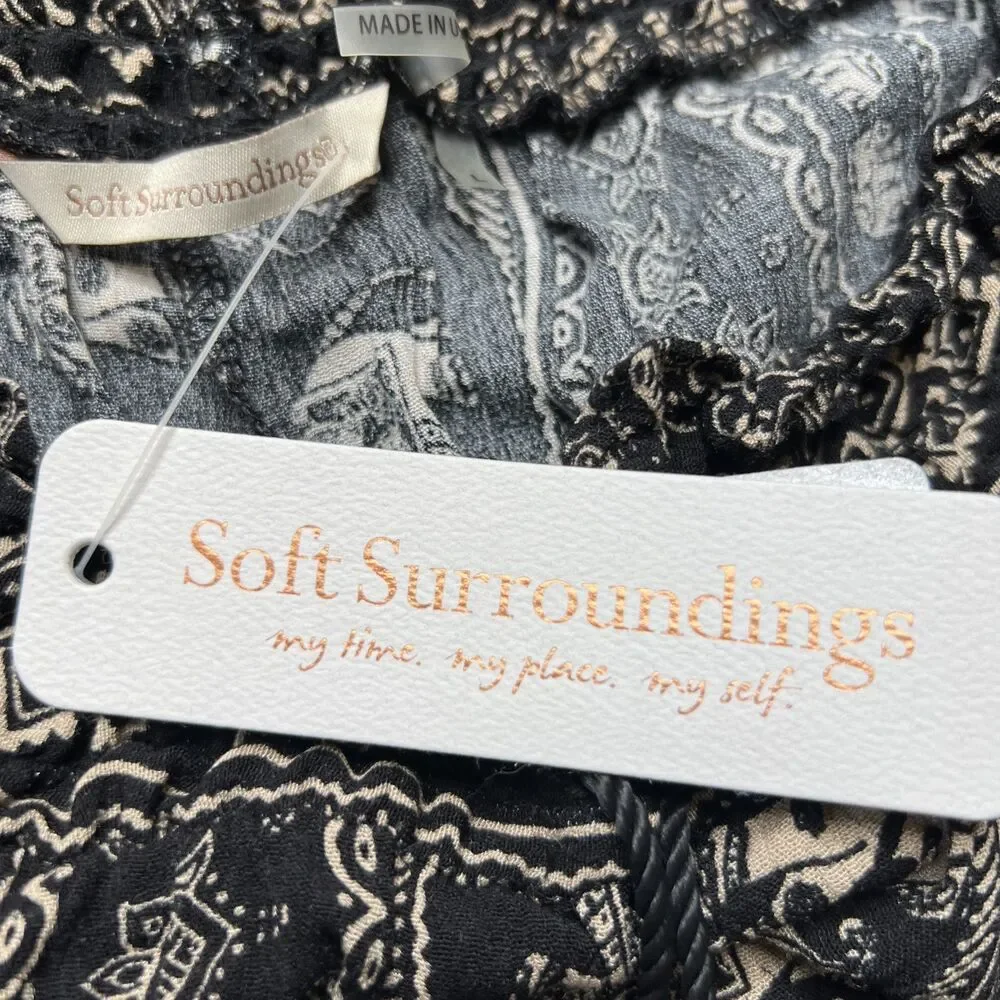 MADE IN
Soft Surroundings®
Soft Surroundings
my time. my place. my self.